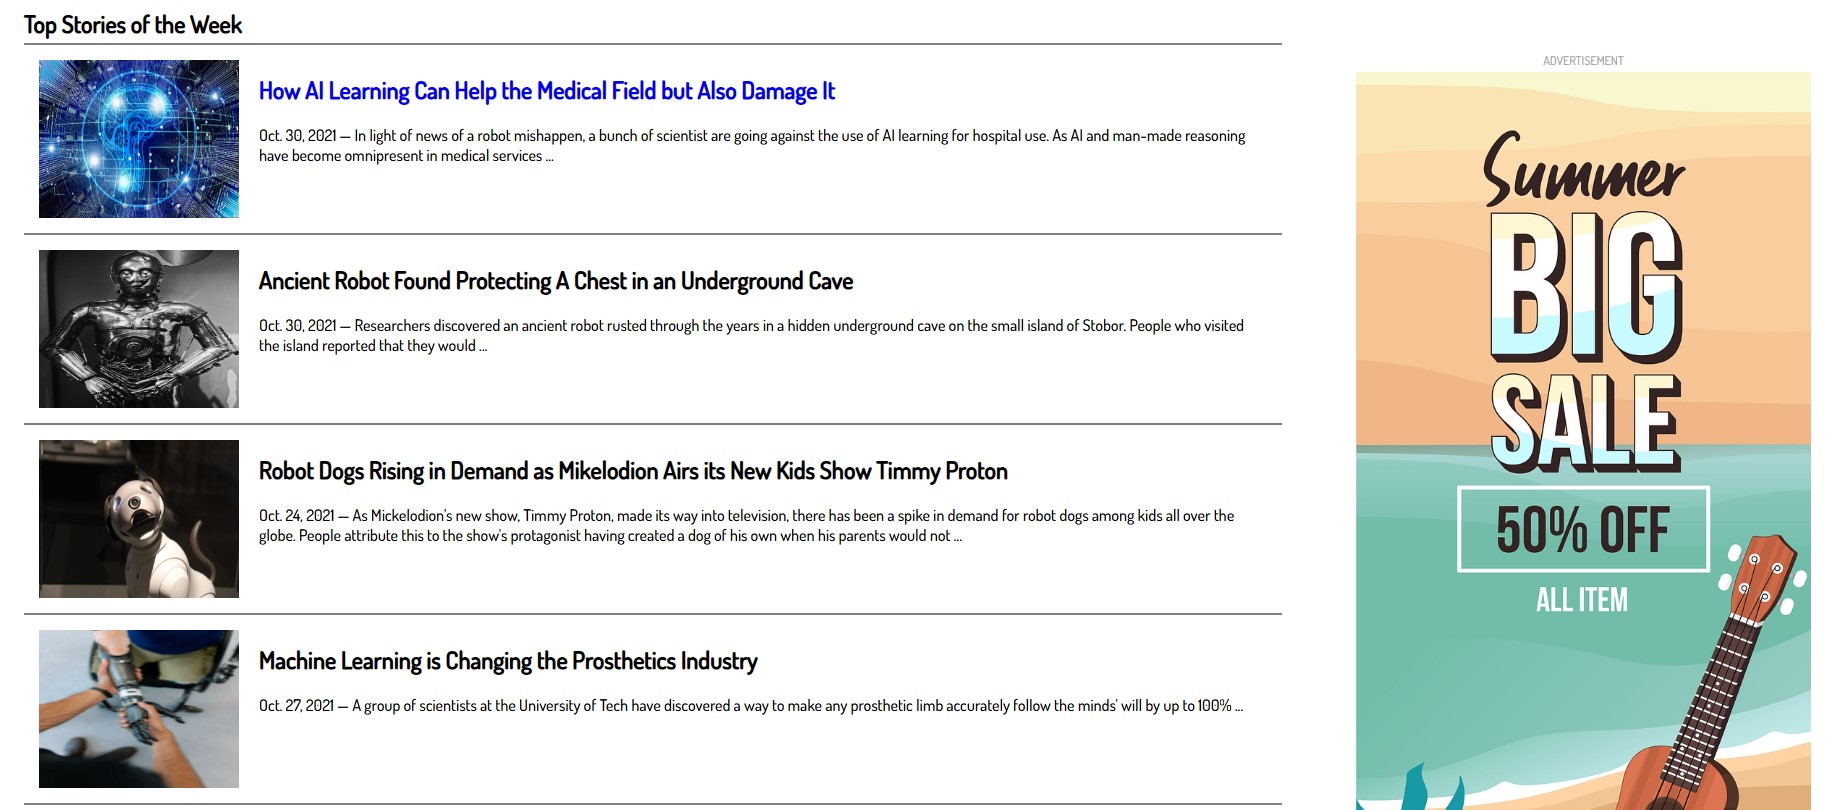 Top Stories of the Week
How AI Learning Can Help the Medical Field but Also Damage It
Oct. 30, 2021 — In light of news of a robot mishappen, a bunch of scientist are going against the use of AI learning for hospital use. As AI and man-made reasoning
have become omnipresent in medical services ...
Ancient Robot Found Protecting A Chest in an Underground Cave
Oct. 30, 2021 — Researchers discovered an ancient robot rusted through the years in a hidden underground cave on the small island of Stobor. People who visited
the island reported that they would ...
Robot Dogs Rising in Demand as Mikelodion Airs its New Kids Show Timmy Proton
Oct. 24, 2021 — As Mickelodion's new show, Timmy Proton, made its way into television, there has been a spike in demand for robot dogs among kids all over the
globe. People attribute this to the show's protagonist having created a dog of his own when his parents would not ...
Machine Learning is Changing the Prosthetics Industry
Oct. 27, 2021 — A group of scientists at the University of Tech have discovered a way to make any prosthetic limb accurately follow the minds' will by up to 100% ...
ADVERTISEMENT
Summer
BIG
SALE
50% OFF
ALL ITEM